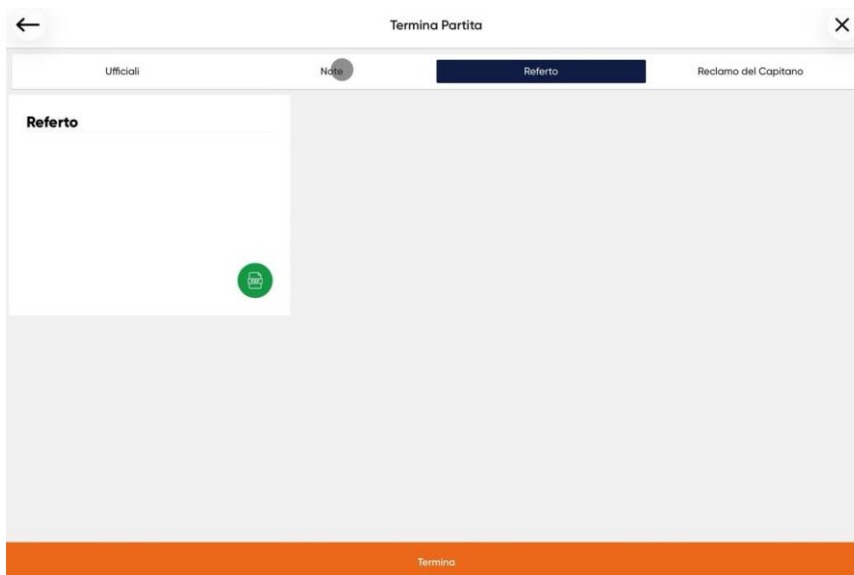 Termina Partita
Ufficiali Note Referto Reclamo del Capitano
Referto
Termina